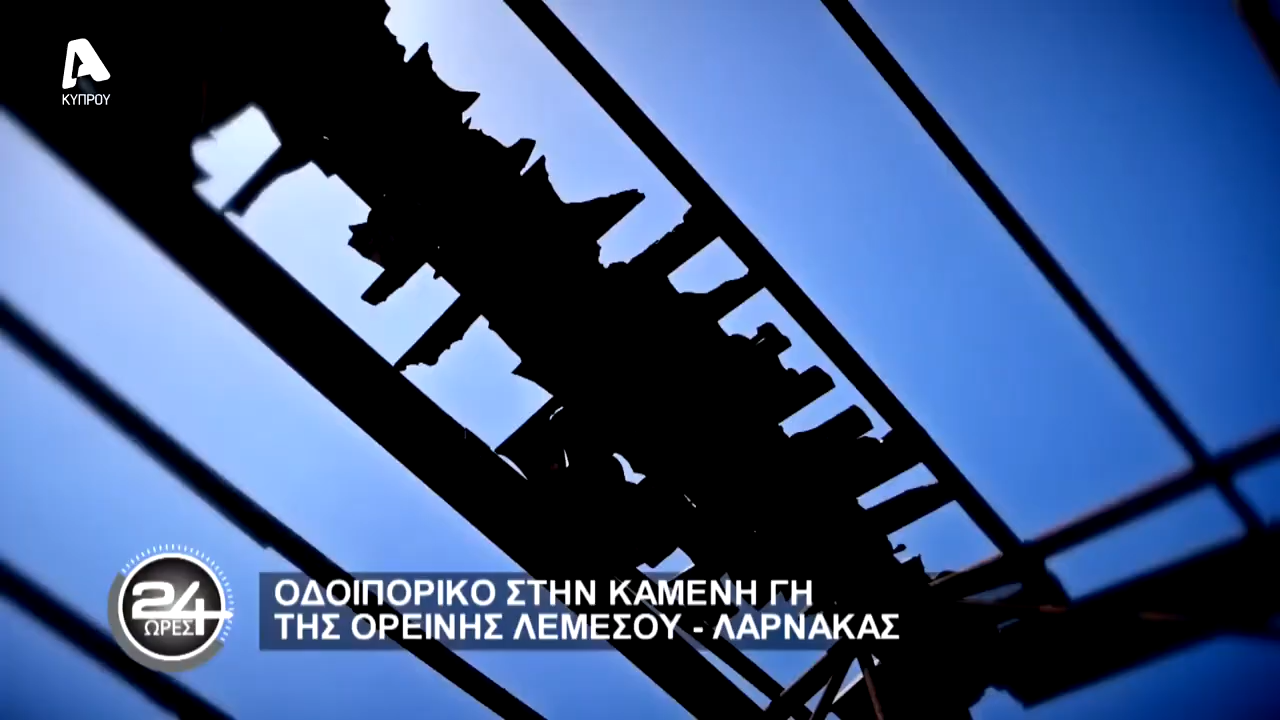 ΚΥΠΡΟΥ
24
ΩΡΕΣ
ΟΔΟΙΠΟΡΙΚΟ ΣΤΗΝ ΚΑΜΕΝΗ ΓΗ
ΤΗΣ ΟΡΕΙΝΗΣ ΛΕΜΕΣΟΥ - ΛΑΡΝΑΚΑΣ